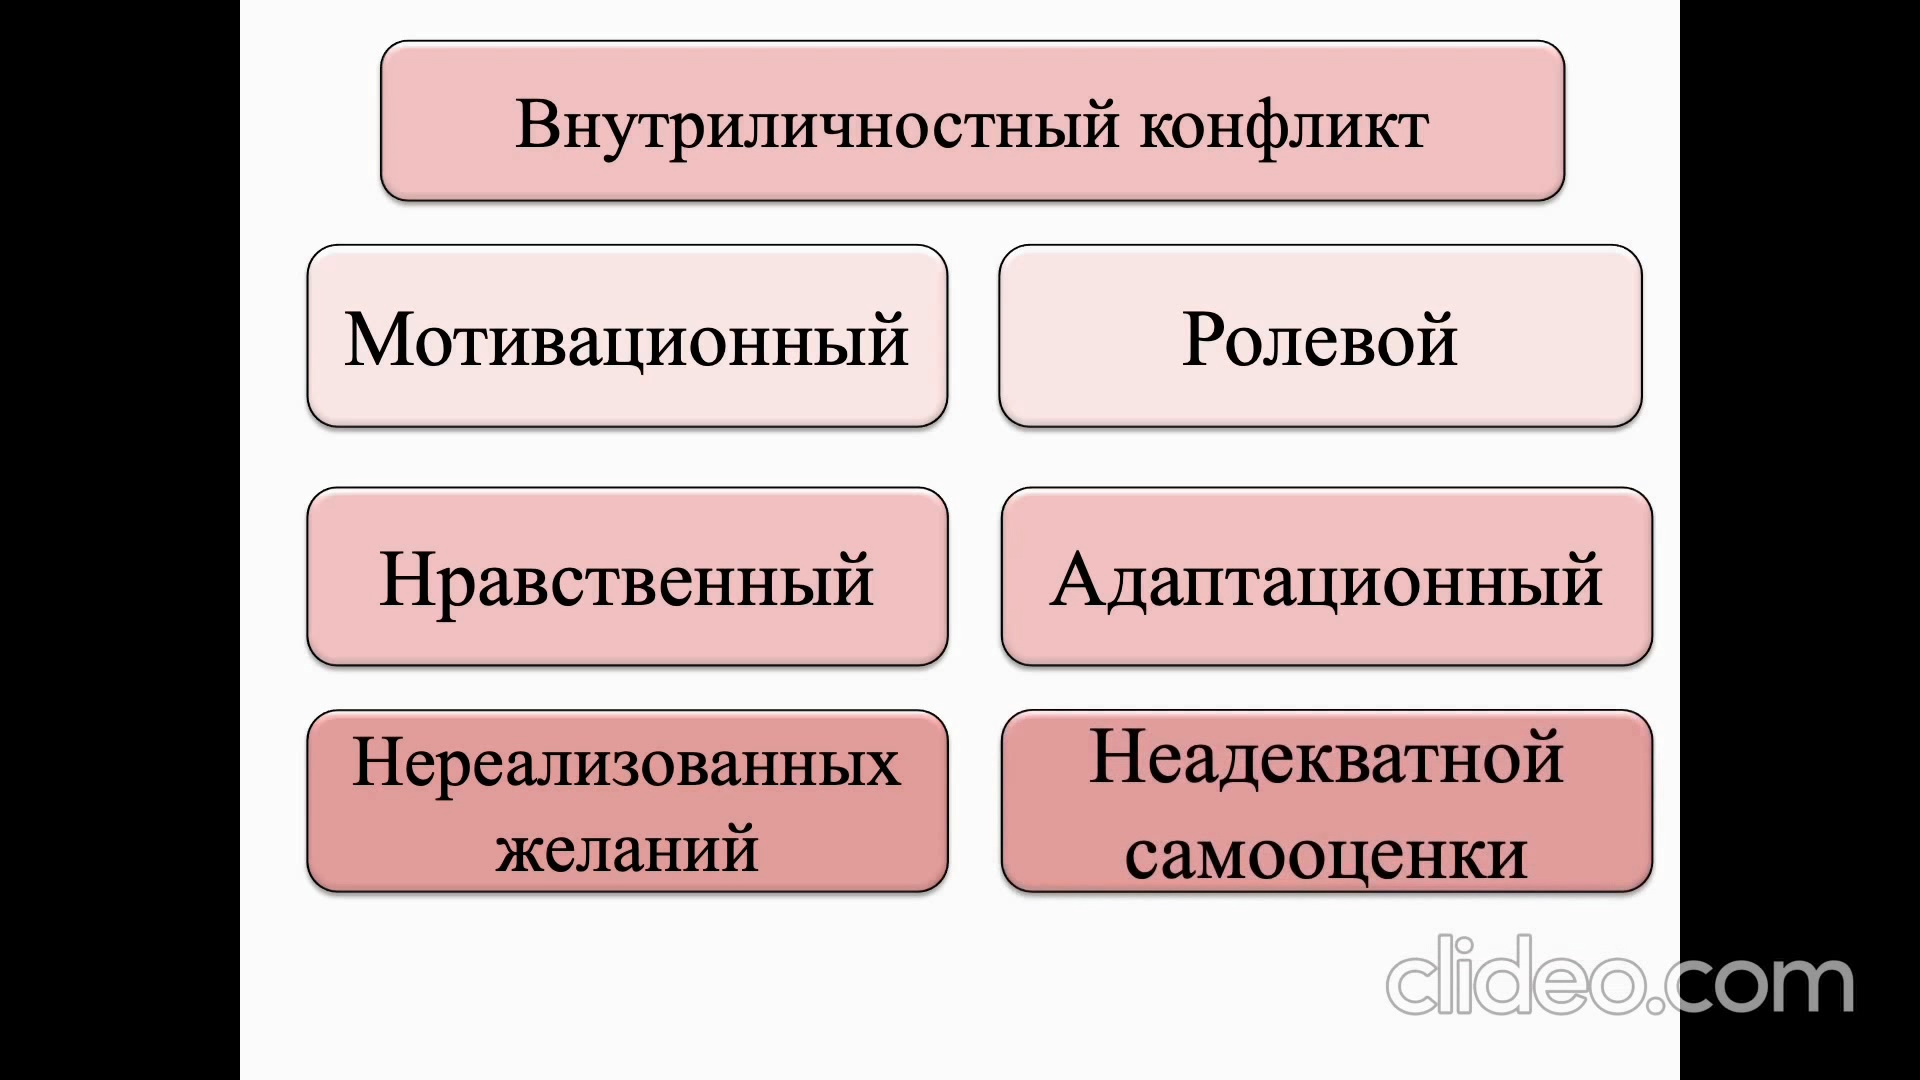 Внутриличностный конфликт
Мотивационный
Ролевой
Нравственный
Адаптационный
Нереализованных
желаний
Неадекватной
самооценки
clideo.com